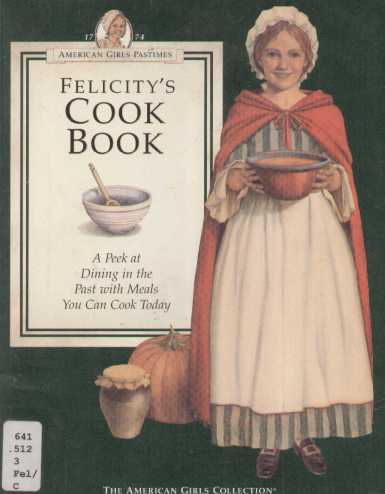 17 74
AMERICAN GIRLS PASTIMES
FELICITY'S
COOK
BOOK
A Peek at
Dining in the
Past with Meals
You Can Cook Today
641
.512
3
Fel/
C
THE AMERICAN GIRLS COLLECTION®